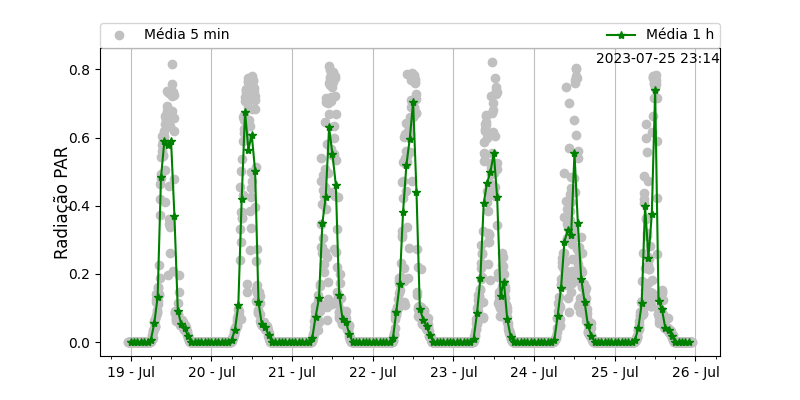 Média 5 min
Média 1 h
2023-07-25 23:14
Radiação PAR
0.8
0.6
0.4
0.2
0.0
19 - Jul
20 - Jul
21 - Jul
22 - Jul
23 - Jul
24 - Jul
25 - Jul
26 - Jul